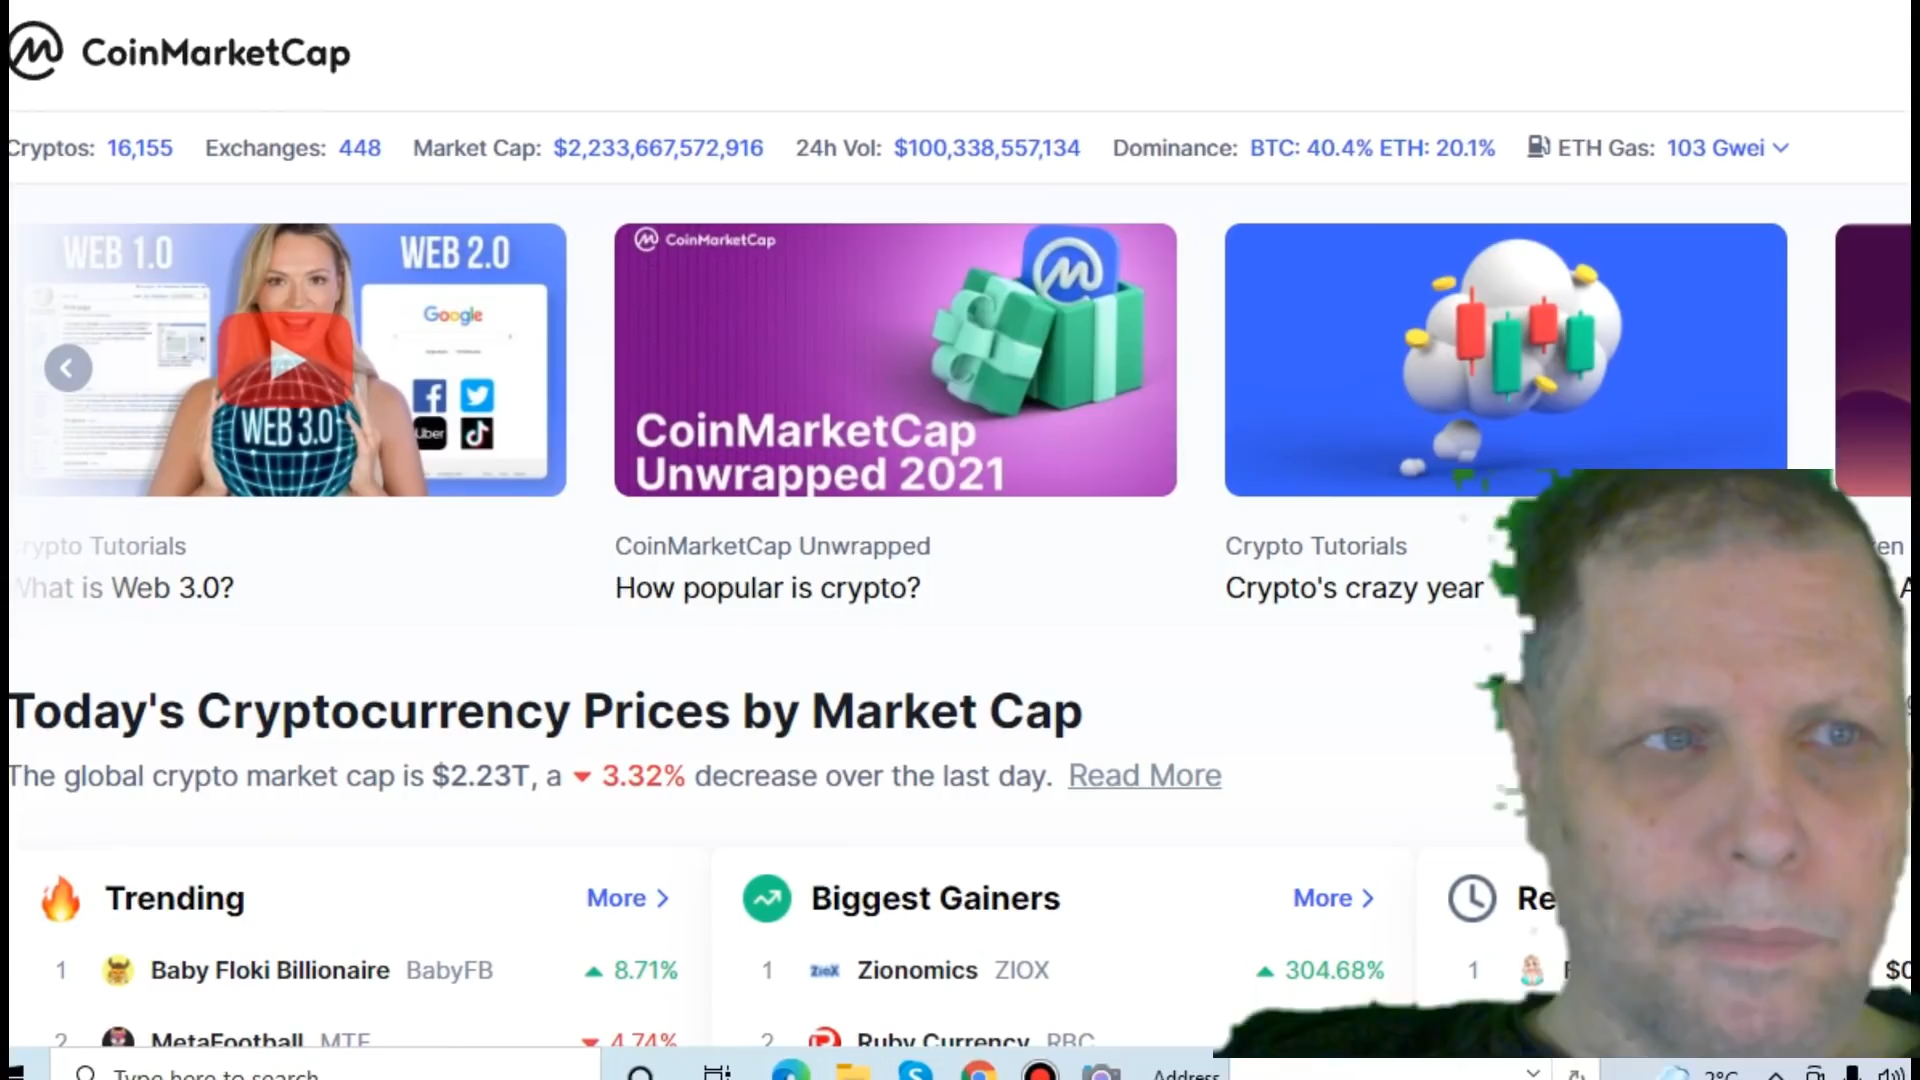 CoinMarketCap
Cryptos: 16,155 Exchanges: 448 Market Cap: $2,233,667,572,916 24h Vol: $100,338,557,134 Dominance: BTC: 40.4% ETH: 20.1% ETH Gas: 103 Gwei
WEB 1.0
WEB 2.0
Google
Uber
WEB 3.0
CoinMarketCap
CoinMarketCap
Unwrapped 2021
Crypto Tutorials
What is Web 3.0?
CoinMarketCap Unwrapped
How popular is crypto?
Crypto Tutorials
Crypto's crazy year
Today's Cryptocurrency Prices by Market Cap
The global crypto market cap is $2.23T, a 3.32% decrease over the last day. Read More
Trending More
1 Baby Floki Billionaire BabyFB 8.71%
2 MetaFootball MTF 4.74%
Biggest Gainers More
1 ZioX Zionomics ZIOX 304.68%
2 Ruby Currency RBC
Re
1
Type here to search
Address
2°C